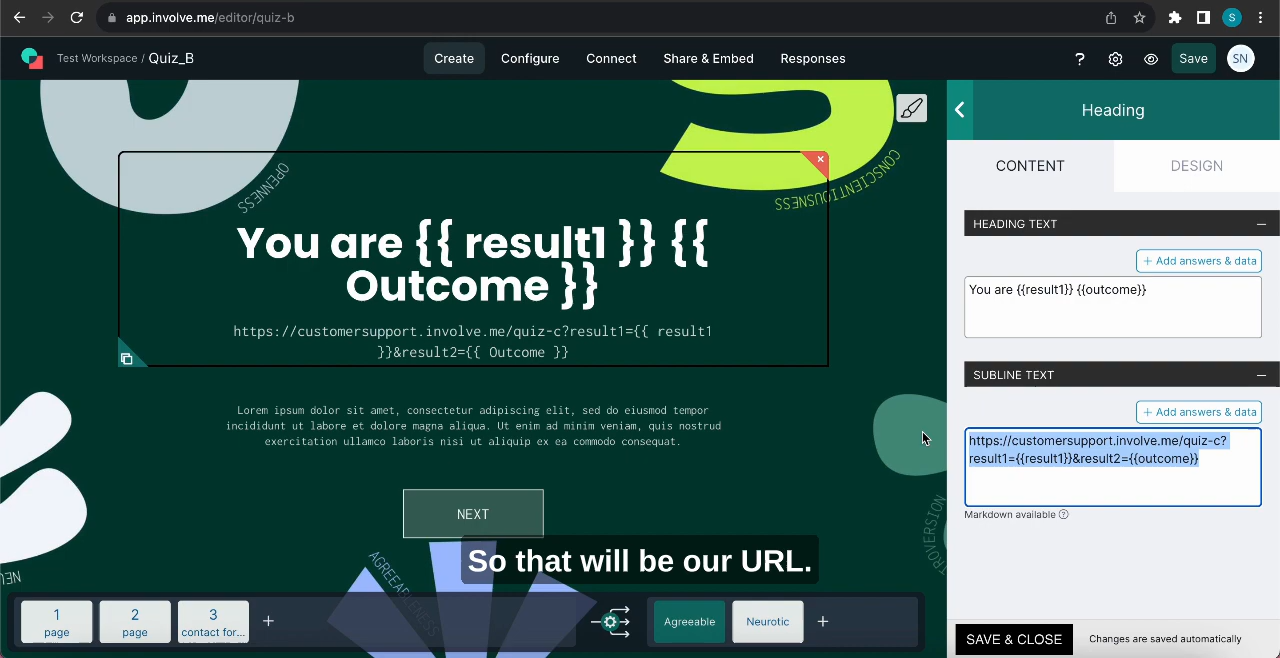 app.involve.me/editor/quiz-b
S
Test Workspace / Quiz_B
Create
Configure
Connect
Share & Embed
Responses
?
Save
SN
Heading
CONTENT
DESIGN
OPENNESS
CONSCIENTIOUSNESS
You are {{ result1 }} {{
Outcome }}
https://customersupport.involve.me/quiz-c?result1={{ result1
}}&result2={{ Outcome }}
Lorem ipsum dolor sit amet, consectetur adipiscing elit, sed do eiusmod tempor
incididunt ut labore et dolore magna aliqua. Ut enim ad minim veniam, quis nostrud
exercitation ullamco laboris nisi ut aliquip ex ea commodo consequat.
NEXT
HEADING TEXT
+ Add answers & data
You are {{result1}} {{outcome}}
SUBLINE TEXT
+ Add answers & data
https://customersupport.involve.me/quiz-c?
result1={{result1}}&result2={{outcome}}
Markdown available
So that will be our URL.
AGREEABLENESS
TROVERSION
NEU
1
page
2
page
3
contact for...
+
Agreeable
Neurotic
+
SAVE & CLOSE
Changes are saved automatically